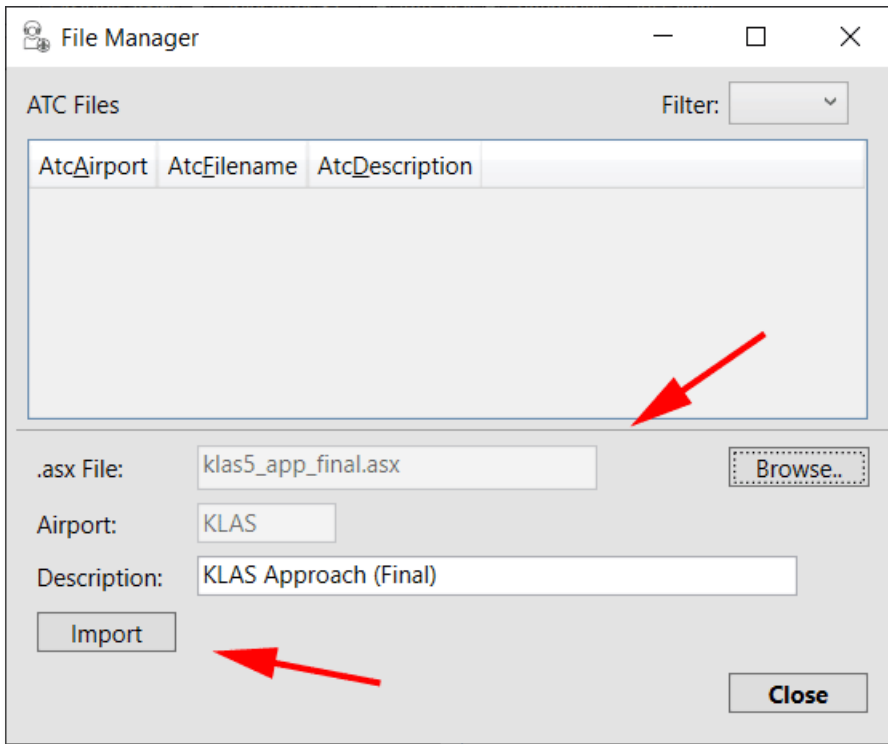 File Manager
ATC Files Filter:
AtcAirport AtcFilename AtcDescription
.asx File: klas5_app_final.asx Browse..
Airport: KLAS
Description: KLAS Approach (Final)
Import
Close